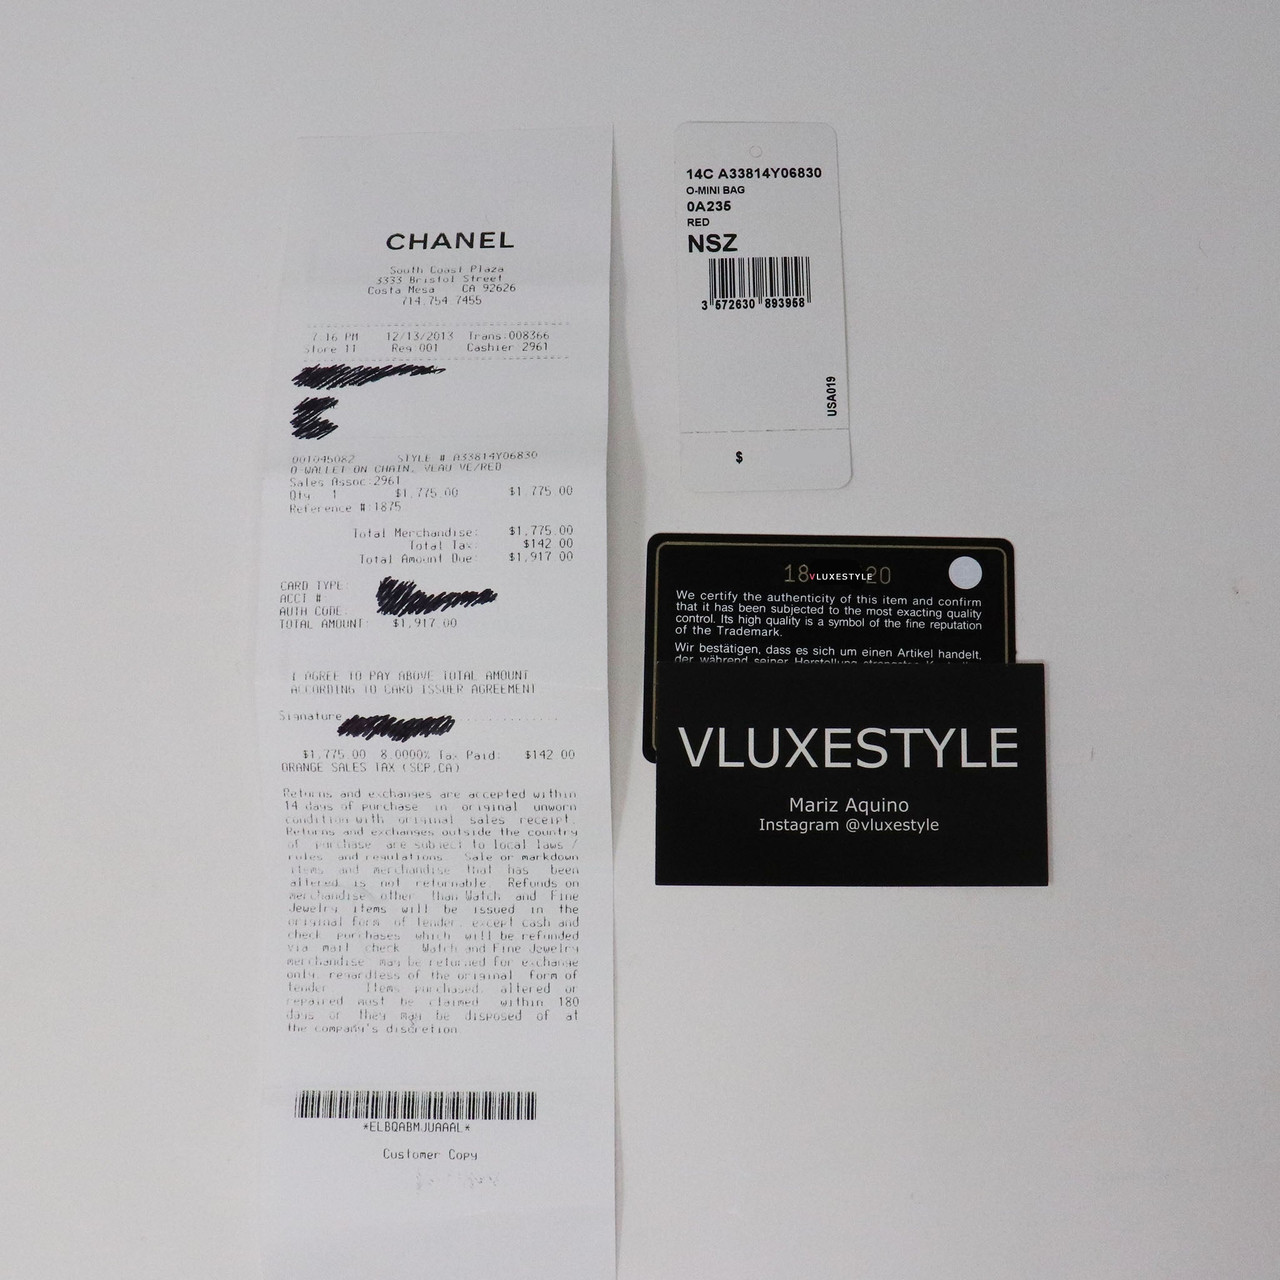 CHANEL
South Coast Plaza
3333 Bristol Street
Costa Mesa CA 92626
714.754 7455
7:16 PM 12/13/2013 Trans:008366
Store 11 Reg:001 Cashier 2961
001045082 STYLE # A33814Y06830
O-WALLET ON CHAIN, VEAU VE/RED
Sales Assoc:2961
Qty 1 $1,775.00 $1,775.00
Reference #:1875
Total Merchandise: $1,775.00
Total Tax: $142.00
Total Amount Due: $1,917.00
CARD TYPE:
ACCT #:
AUTH CODE:
TOTAL AMOUNT: $1,917.00
I AGREE TO PAY ABOVE TOTAL AMOUNT
ACCORDING TO CARD ISSUER AGREEMENT
Signature
$1,775.00 8.0000% Tax Paid: $142.00
ORANGE SALES TAX (SCP,CA)
Returns and exchanges are accepted within
14 days of purchase in original unworn
condition with original sales receipt.
Returns and exchanges outside the country
of purchase are subject to local laws /
rules and regulations. Sale or markdown
items and merchandise that has been
altered is not returnable. Refunds on
merchandise other than Watch and Fine
Jewelry items will be issued in the
original form of tender, except cash and
check purchases which will be refunded
via mail check. Watch and Fine Jewelry
merchandise may be returned for exchange
only, regardless of the original form of
tender. Items purchased, altered or
repaired must be claimed within 180
days or they may be disposed of at
the company's discretion.
*ELBQABMJUAAAL*
Customer Copy
14C A33814Y06830
O-MINI BAG
0A235
RED
NSZ
3 572630 893958
USA019
$
18 VLUXESTYLE 20
We certify the authenticity of this item and confirm
that it has been subjected to the most exacting quality
control. Its high quality is a symbol of the fine reputation
of the Trademark.
Wir bestätigen, dass es sich um einen Artikel handelt,
der während seiner Herstellung
VLUXESTYLE
Mariz Aquino
Instagram @vluxestyle